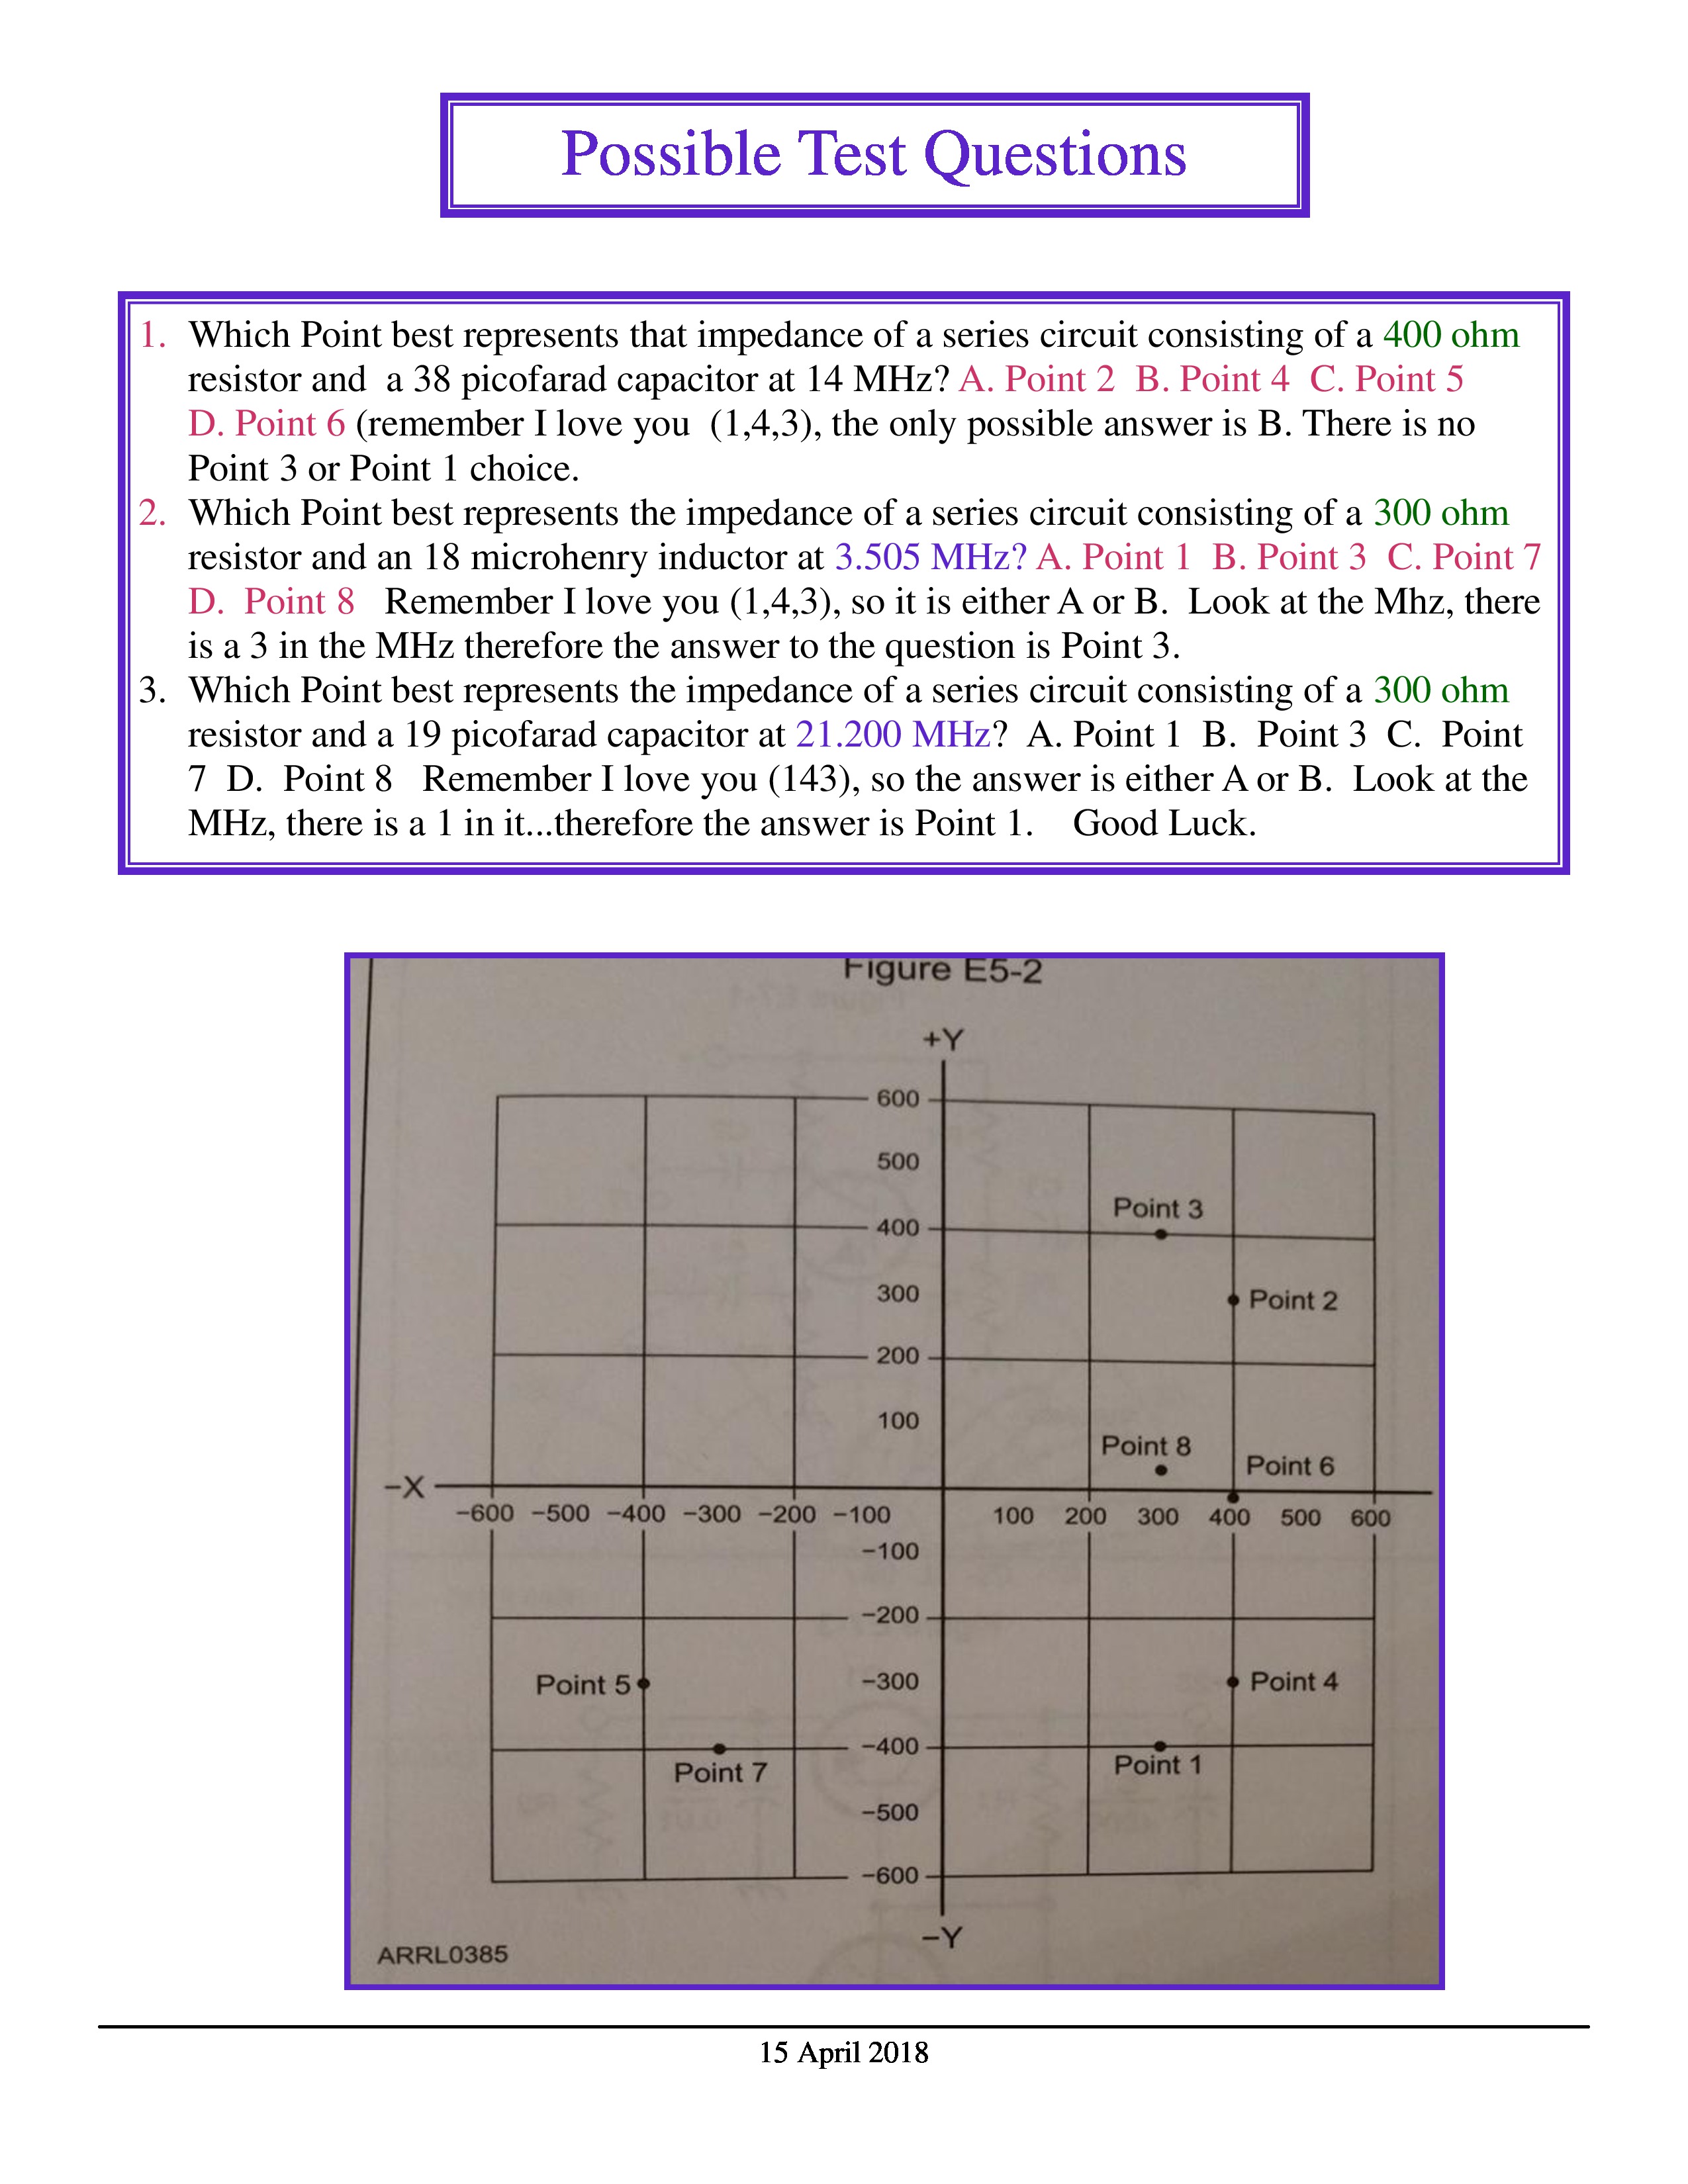 Possible Test Questions
1. Which Point best represents that impedance of a series circuit consisting of a 400 ohm
resistor and  a 38 picofarad capacitor at 14 MHz? A. Point 2  B. Point 4  C. Point 5
D. Point 6 (remember I love you  (1,4,3), the only possible answer is B. There is no
Point 3 or Point 1 choice.
2. Which Point best represents the impedance of a series circuit consisting of a 300 ohm
resistor and an 18 microhenry inductor at 3.505 MHz? A. Point 1  B. Point 3  C. Point 7
D.  Point 8   Remember I love you (1,4,3), so it is either A or B.  Look at the Mhz, there
is a 3 in the MHz therefore the answer to the question is Point 3.
3. Which Point best represents the impedance of a series circuit consisting of a 300 ohm
resistor and a 19 picofarad capacitor at 21.200 MHz?  A. Point 1  B.  Point 3  C.  Point
7  D.  Point 8   Remember I love you (143), so the answer is either A or B.  Look at the
MHz, there is a 1 in it...therefore the answer is Point 1.    Good Luck.
Figure E5-2
+Y
600
500
Point 3
400
300
Point 2
200
100
Point 8
Point 6
−X
−600 −500 −400 −300 −200 −100 100 200 300 400 500 600
−100
−200
Point 5
−300
Point 4
−400
Point 7
Point 1
−500
−600
−Y
ARRL0385
15 April 2018